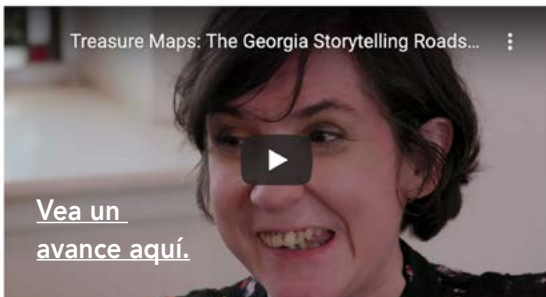 Treasure Maps: The Georgia Storytelling Roads...
Vea un
avance aquí.